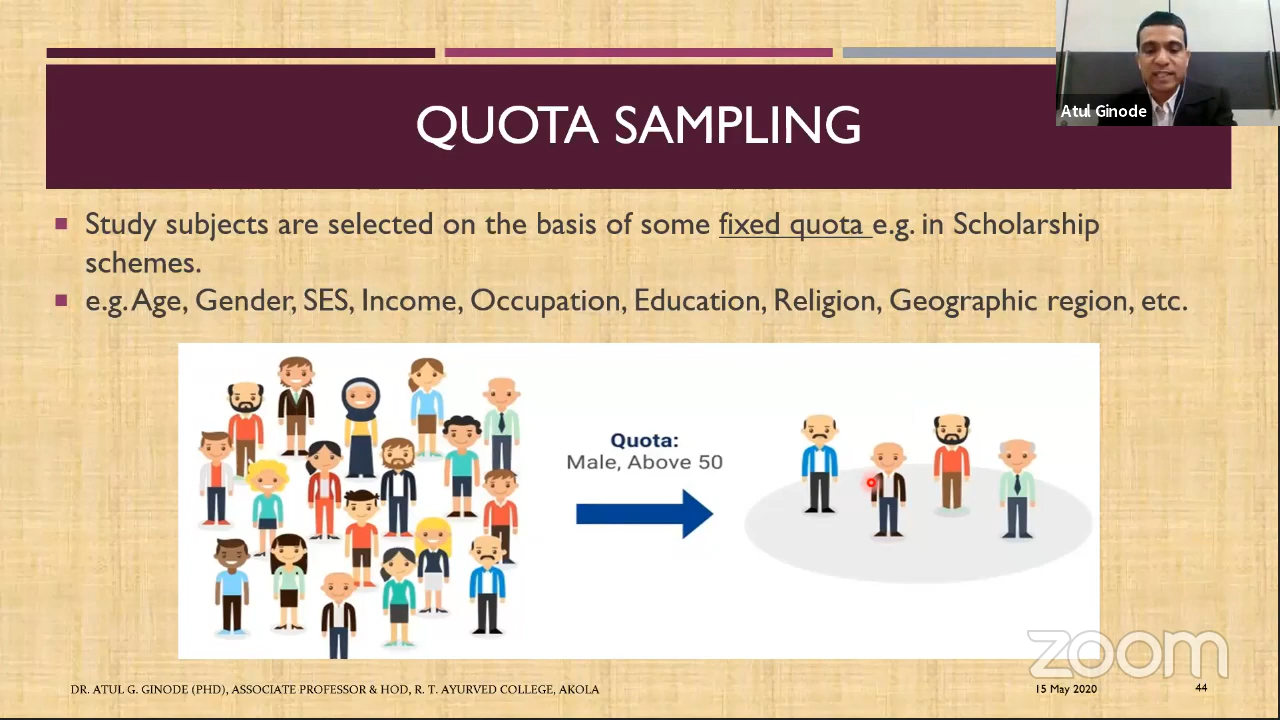 Atul Ginode
QUOTA SAMPLING
Study subjects are selected on the basis of some fixed quota e.g. in Scholarship
schemes.
e.g. Age, Gender, SES, Income, Occupation, Education, Religion, Geographic region, etc.
Quota:
Male, Above 50
zoom
DR. ATUL G. GINODE (PHD), ASSOCIATE PROFESSOR & HOD, R. T. AYURVED COLLEGE, AKOLA
15 May 2020
44